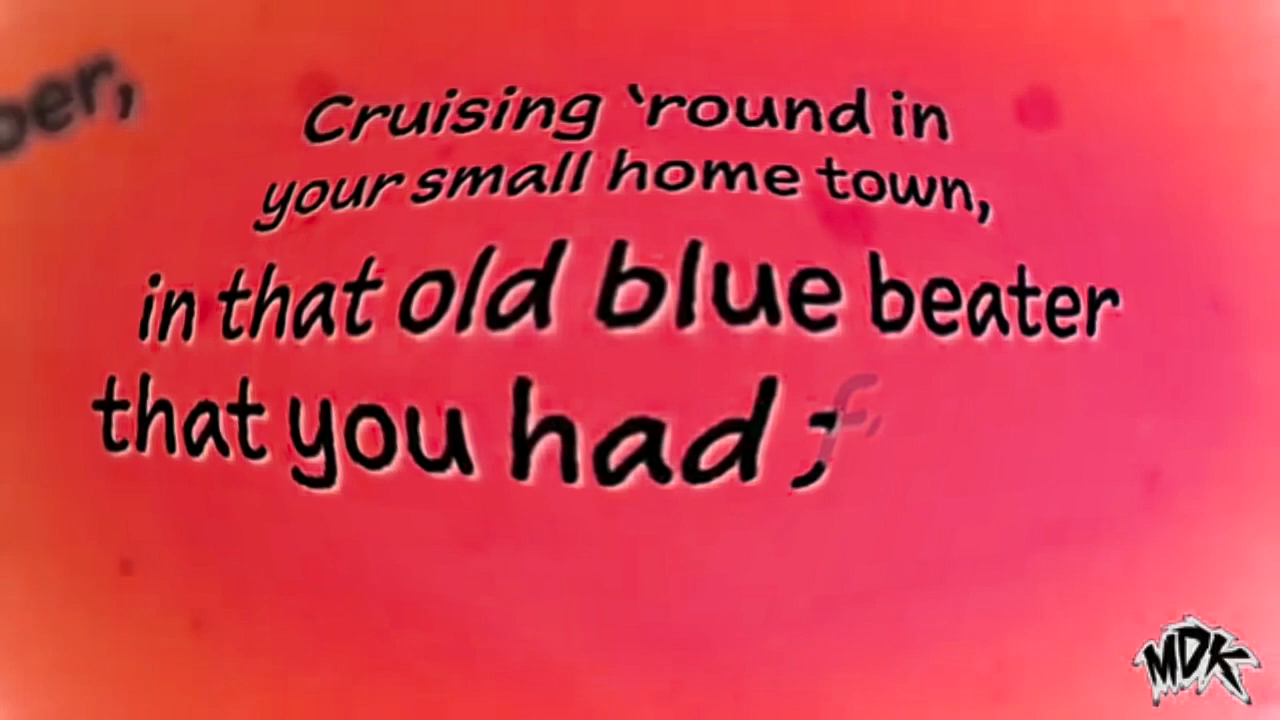 Cruising ‘round in
your small home town,
in that old blue beater
that you had
MDK